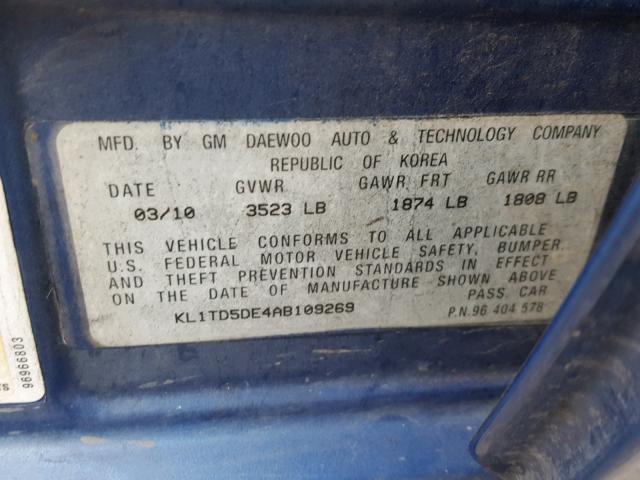 MFD. BY GM DAEWOO AUTO & TECHNOLOGY COMPANY
REPUBLIC OF KOREA
DATE GVWR GAWR FRT GAWR RR
03/10 3523 LB 1874 LB 1808 LB
THIS VEHICLE CONFORMS TO ALL APPLICABLE
U.S. FEDERAL MOTOR VEHICLE SAFETY, BUMPER,
AND THEFT PREVENTION STANDARDS IN EFFECT
ON THE DATE OF MANUFACTURE SHOWN ABOVE
PASS. CAR
KL1TD5DE4AB109269
P.N.96 404 578
96966803